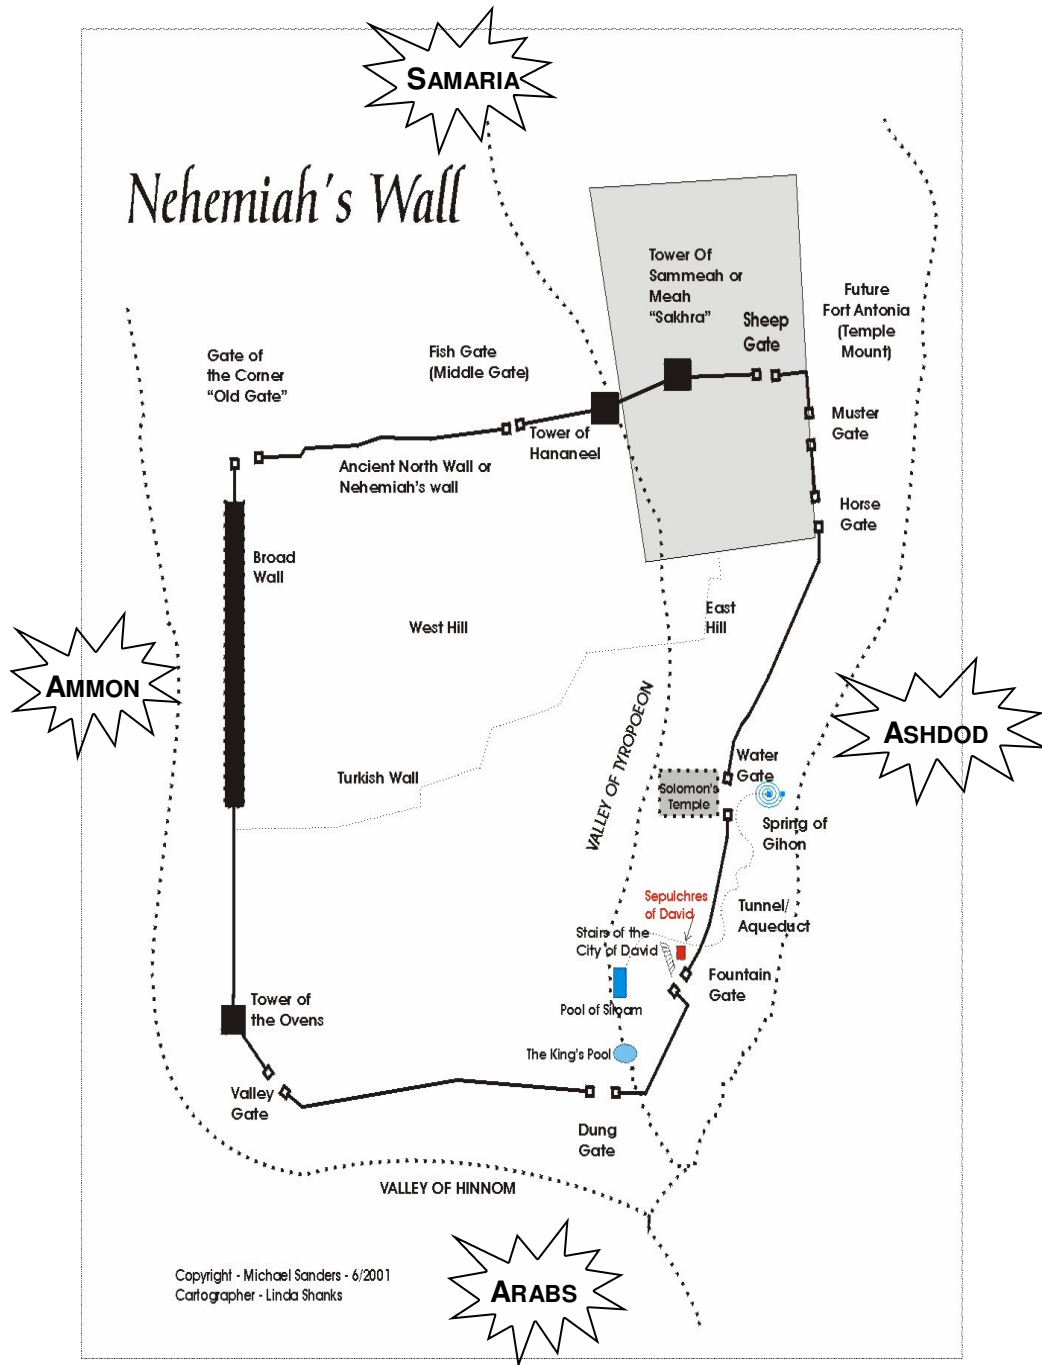 SAMARIA
Nehemiah's Wall
Tower Of
Sammeah or
Meah
“Sakhra”
Sheep
Gate
Future
Fort Antonia
(Temple
Mount)
Gate of
the Corner
“Old Gate”
Fish Gate
(Middle Gate)
Muster
Gate
Tower of
Hananeel
Ancient North Wall or
Nehemiah's wall
Horse
Gate
Broad
Wall
East
Hill
West Hill
AMMON
ASHDOD
VALLEY OF TYROPOEON
Turkish Wall
Water
Gate
Solomon's
Temple
Spring of
Gihon
Sepulchres
of David
Tunnel/
Aqueduct
Stairs of the
City of David
Fountain
Gate
Pool of Siloam
Tower of
the Ovens
The King's Pool
Valley
Gate
Dung
Gate
VALLEY OF HINNOM
Copyright - Michael Sanders - 6/2001
Cartographer - Linda Shanks
ARABS